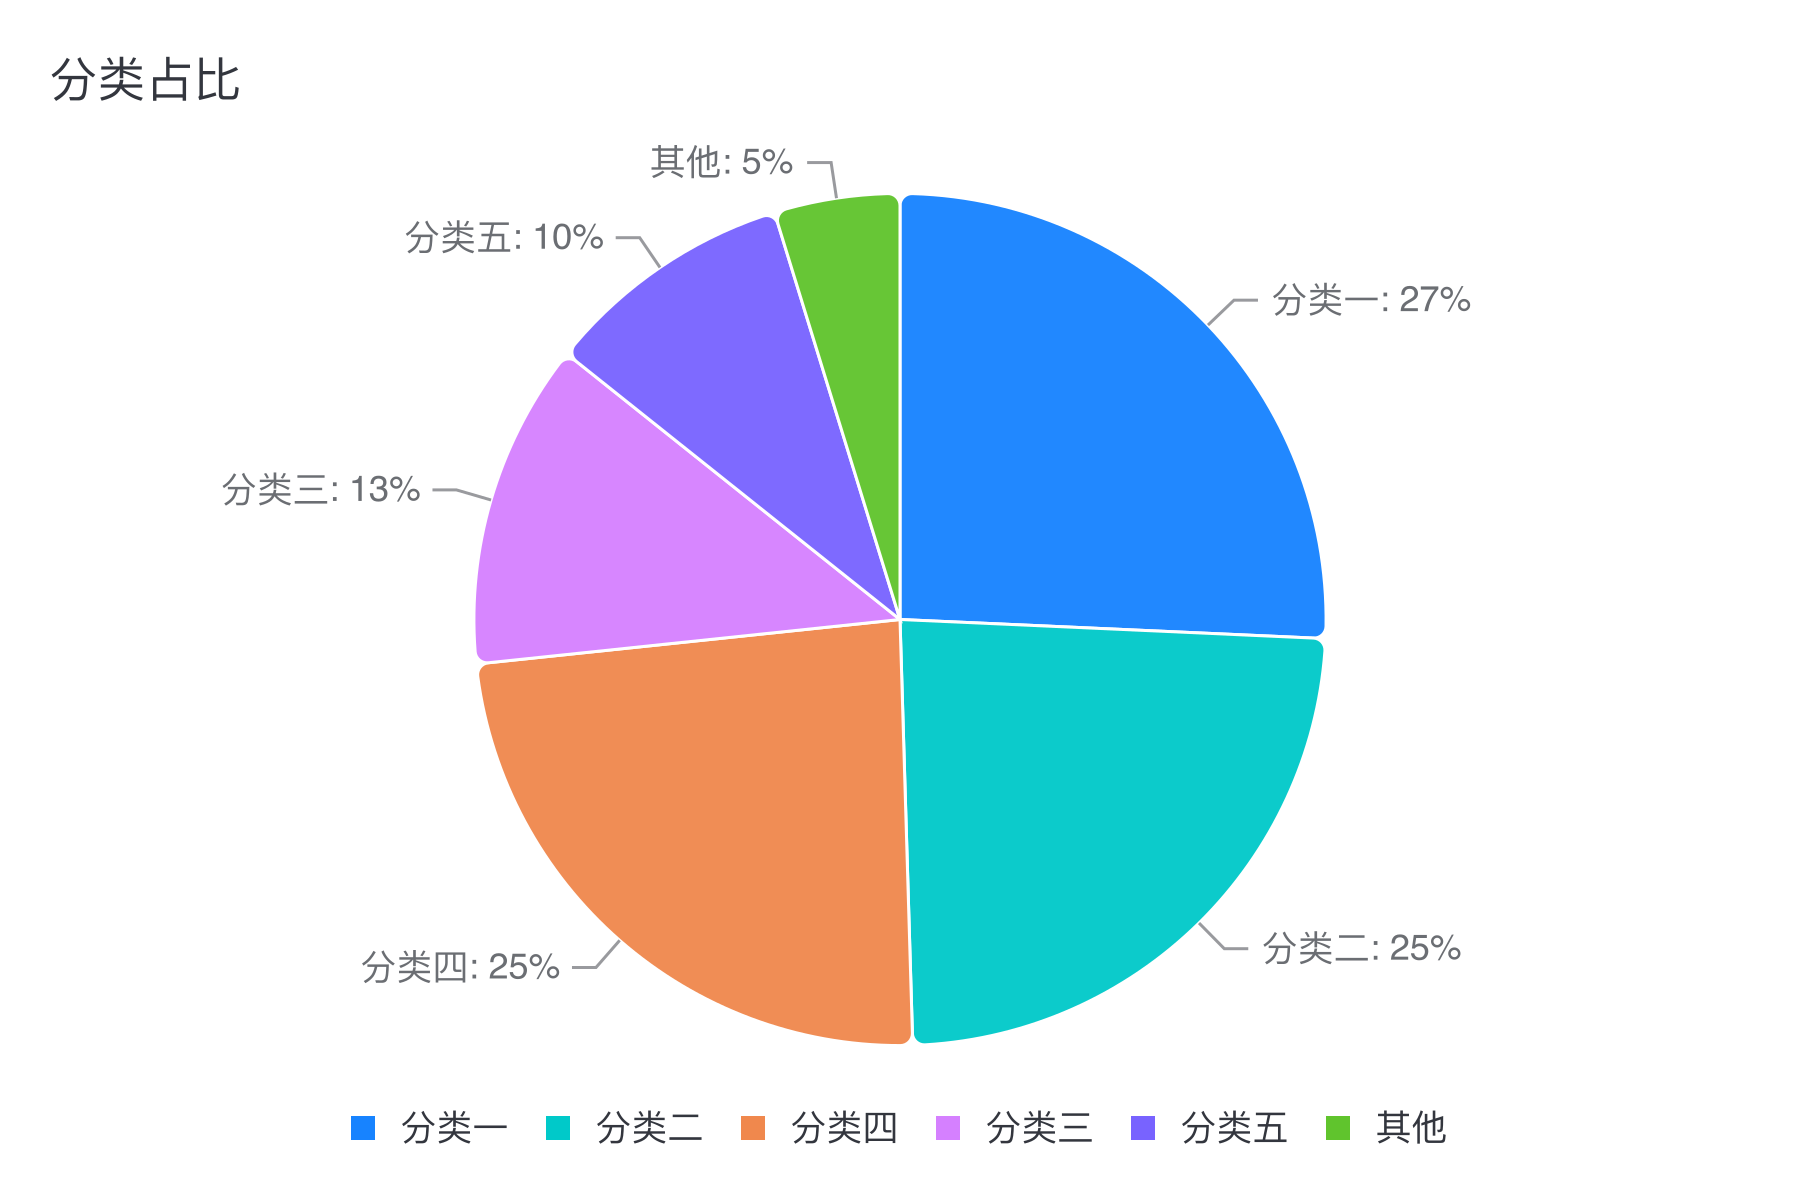 分类占比
其他: 5%
分类五: 10%
分类一: 27%
分类三: 13%
分类二: 25%
分类四: 25%
分类一 分类二 分类四 分类三 分类五 其他